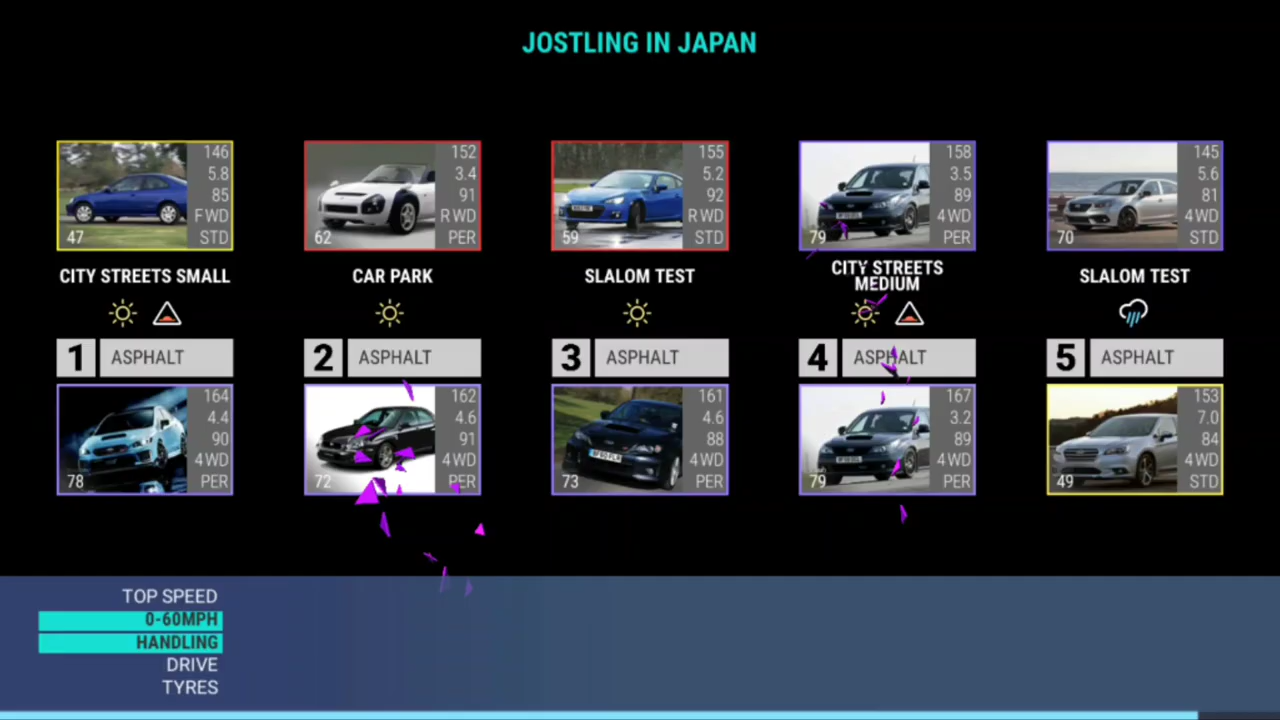 JOSTLING IN JAPAN
146
5.8
85
FWD
STD
47
152
3.4
91
RWD
PER
62
155
5.2
92
RWD
STD
59
158
3.5
89
4WD
PER
79
145
5.6
81
4WD
STD
70
CITY STREETS SMALL
CAR PARK
SLALOM TEST
CITY STREETS
MEDIUM
SLALOM TEST
1 ASPHALT
2 ASPHALT
3 ASPHALT
4 ASPHALT
5 ASPHALT
164
4.4
90
4WD
PER
78
162
4.6
91
4WD
PER
72
161
4.6
88
4WD
PER
73
167
3.2
89
4WD
PER
79
153
7.0
84
4WD
STD
49
TOP SPEED
0-60MPH
HANDLING
DRIVE
TYRES